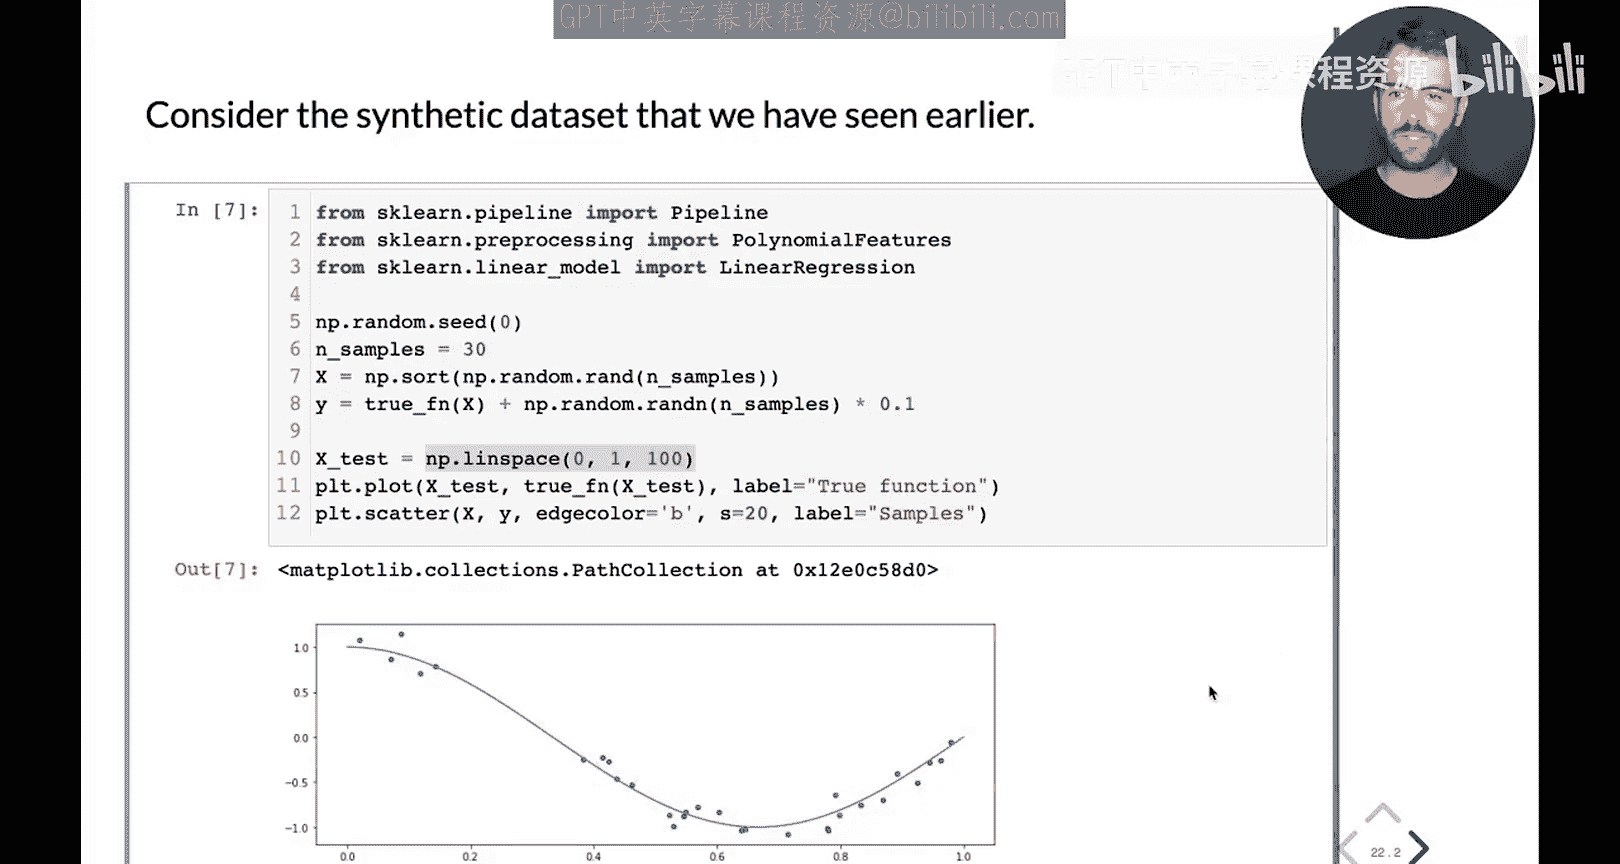 GPT中英字幕课程资源@bilibili.com
课程资源 bilibili
Consider the synthetic dataset that we have seen earlier.
In [7]:
1 from sklearn.pipeline import Pipeline
2 from sklearn.preprocessing import PolynomialFeatures
3 from sklearn.linear_model import LinearRegression
4
5 np.random.seed(0)
6 n_samples = 30
7 X = np.sort(np.random.rand(n_samples))
8 y = true_fn(X) + np.random.randn(n_samples) * 0.1
9
10 X_test = np.linspace(0, 1, 100)
11 plt.plot(X_test, true_fn(X_test), label="True function")
12 plt.scatter(X, y, edgecolor='b', s=20, label="Samples")
Out[7]: <matplotlib.collections.PathCollection at 0x12e0c58d0>
1.0
0.5
0.0
−0.5
−1.0
0.0 0.2 0.4 0.6 0.8 1.0
22.2